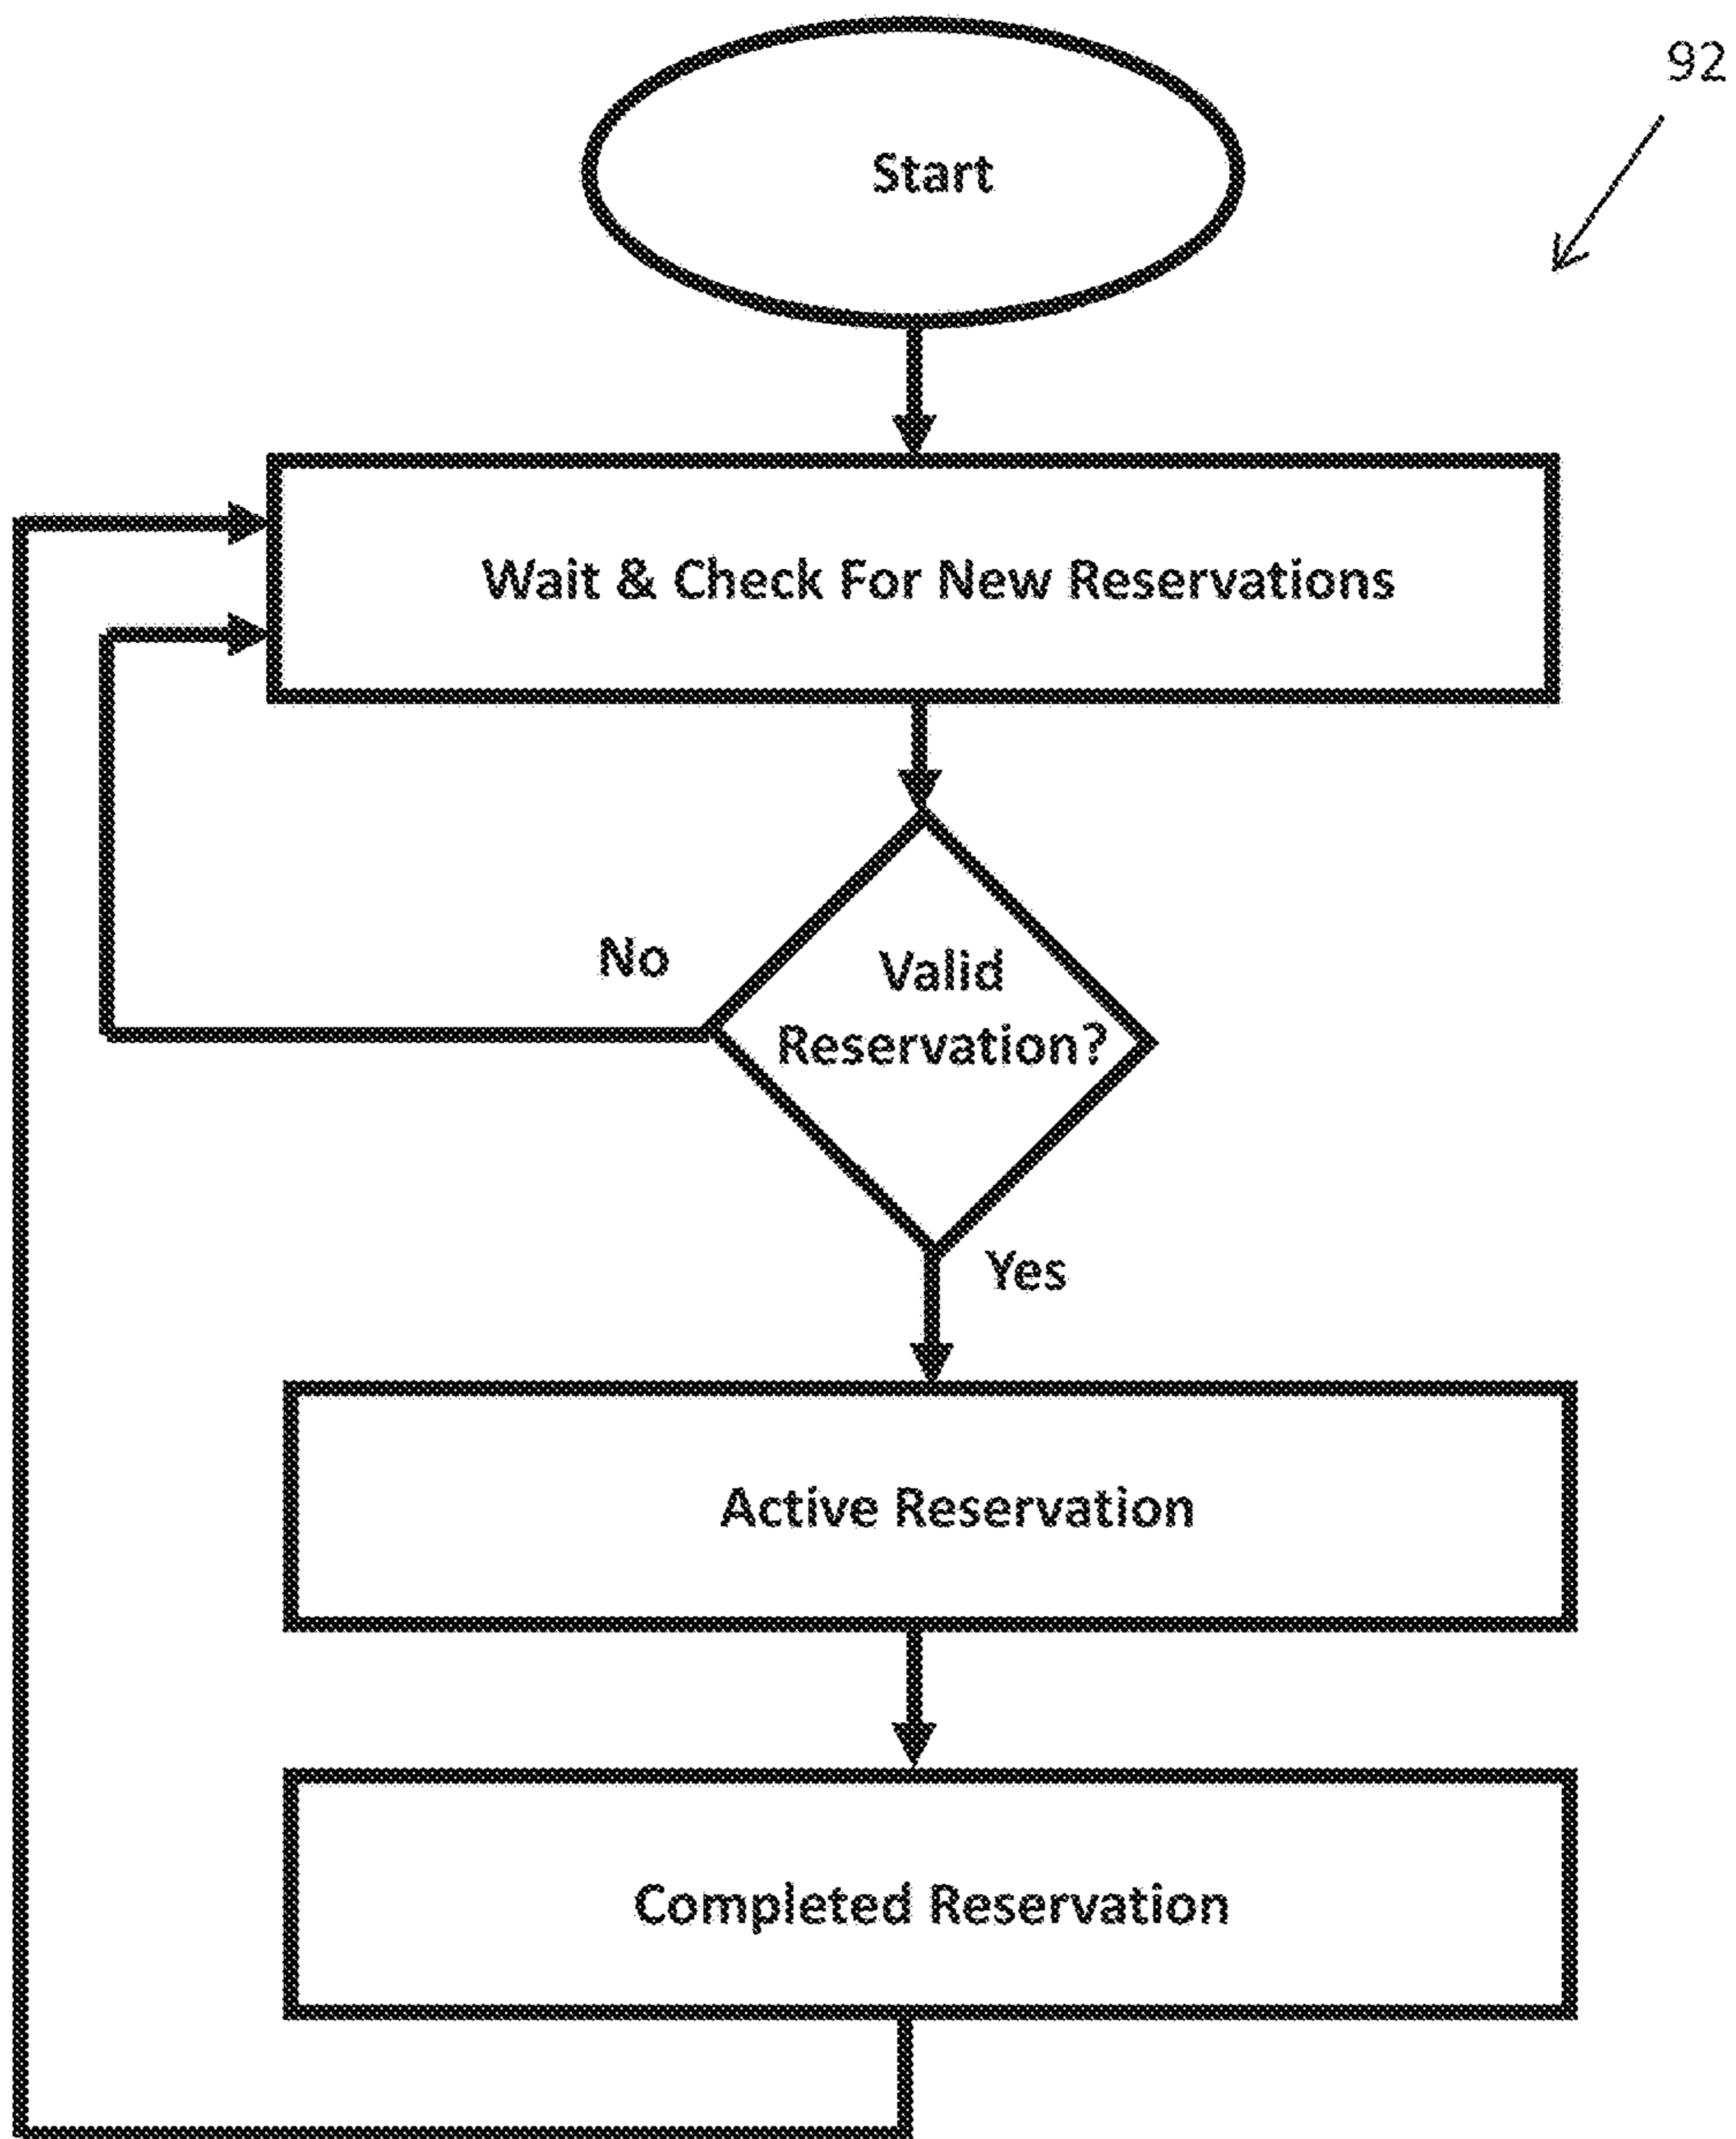 92
Start
Wait & Check For New Reservations
No
Valid
Reservation?
Yes
Active Reservation
Completed Reservation